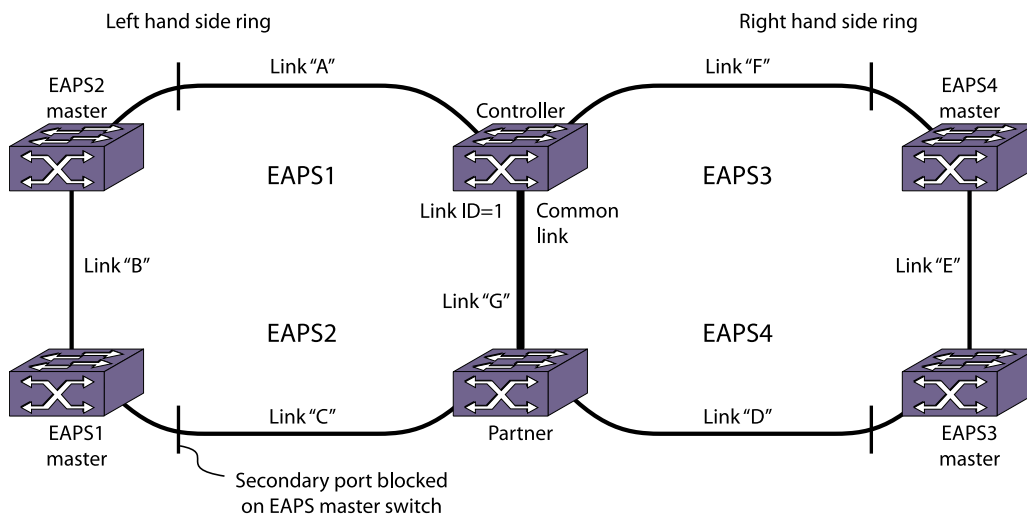 Left hand side ring
Right hand side ring
Link “A”
Link “F”
EAPS2
master
Controller
EAPS4
master
EAPS1
EAPS3
Link ID=1
Common
link
Link “B”
Link “E”
Link “G”
EAPS2
EAPS4
Link “C”
Link “D”
EAPS1
master
Partner
EAPS3
master
Secondary port blocked
on EAPS master switch